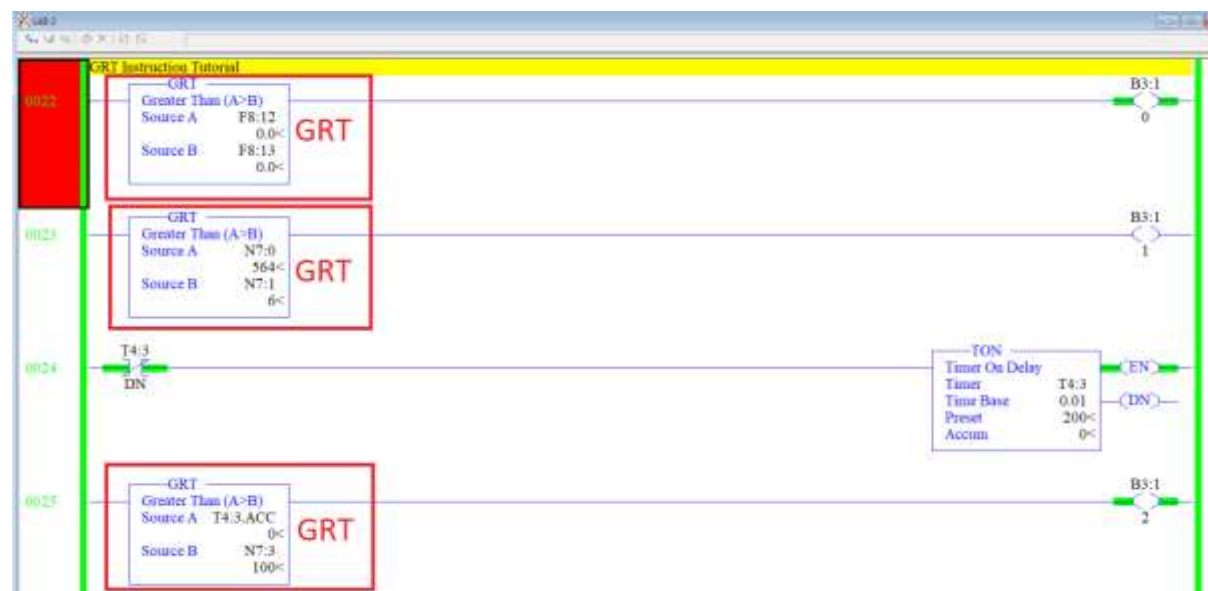 Lad 2
GRT Instruction Tutorial
GRT
0022
Greater Than (A>B)
Source A F8:12
0.0<
Source B F8:13
0.0<
GRT
B3:1
0
GRT
0023
Greater Than (A>B)
Source A N7:0
564<
Source B N7:1
6<
GRT
B3:1
1
0024
T4:3
DN
TON
Timer On Delay
Timer T4:3
Time Base 0.01
Preset 200<
Accum 0<
EN
DN
GRT
0025
Greater Than (A>B)
Source A T4:3.ACC
0<
Source B N7:3
100<
GRT
B3:1
2